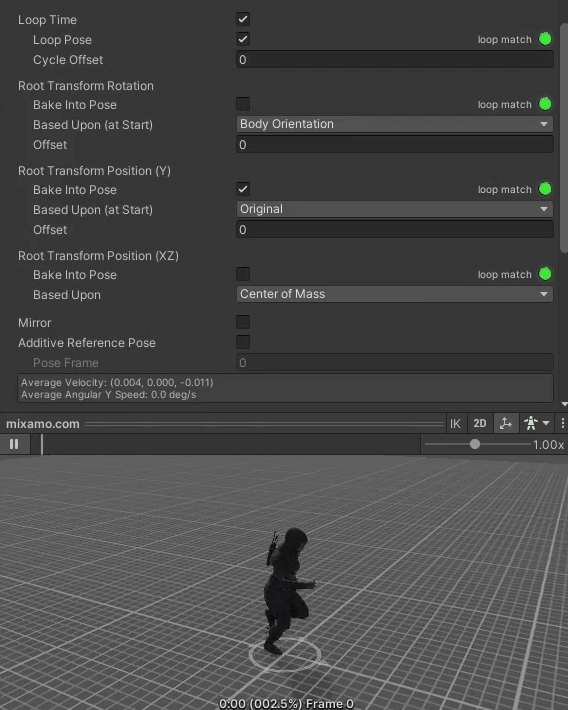 Loop Time
Loop Pose loop match
Cycle Offset 0
Root Transform Rotation
Bake Into Pose loop match
Based Upon (at Start) Body Orientation
Offset 0
Root Transform Position (Y)
Bake Into Pose loop match
Based Upon (at Start) Original
Offset 0
Root Transform Position (XZ)
Bake Into Pose loop match
Based Upon Center of Mass
Mirror
Additive Reference Pose
Pose Frame 0
Average Velocity: (0.004, 0.000, -0.011)
Average Angular Y Speed: 0.0 deg/s
mixamo.com IK 2D
1.00x
0:00 (002.5%) Frame 0